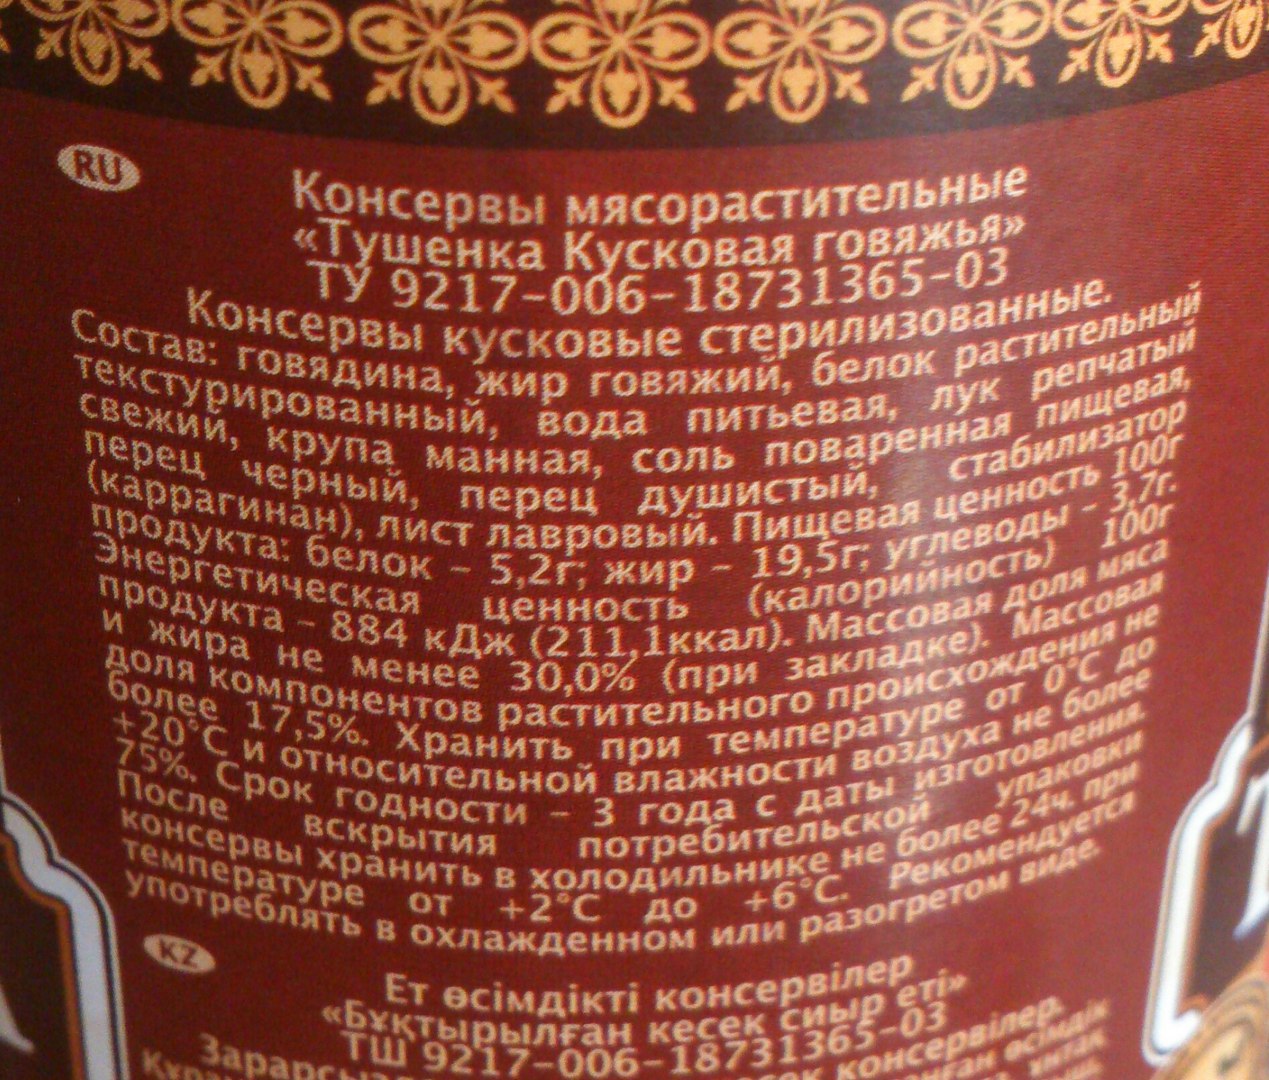 RU
Консервы мясорастительные
«Тушенка Кусковая говяжья»
ТУ 9217-006-18731365-03
Консервы кусковые стерилизованные.
Состав: говядина, жир говяжий, белок растительный
текстурированный, вода питьевая, лук репчатый
свежий, крупа манная, соль поваренная пищевая,
перец черный, перец душистый, стабилизатор
(каррагинан), лист лавровый. Пищевая ценность 100г
продукта: белок - 5,2г; жир - 19,5г; углеводы - 3,7г.
Энергетическая ценность (калорийность) 100г
продукта - 884 кДж (211,1ккал). Массовая доля мяса
и жира не менее 30,0% (при закладке). Массовая
доля компонентов растительного происхождения не
более 17,5%. Хранить при температуре от 0°С до
+20°С и относительной влажности воздуха не более
75%. Срок годности - 3 года с даты изготовления.
После вскрытия потребительской упаковки
консервы хранить в холодильнике не более 24ч. при
температуре от +2°С до +6°С. Рекомендуется
употреблять в охлажденном или разогретом виде.
KZ
Ет өсімдікті консервілер
«Бұқтырылған кесек сиыр еті»
ТШ 9217-006-18731365-03
консервілер.
өсімдік